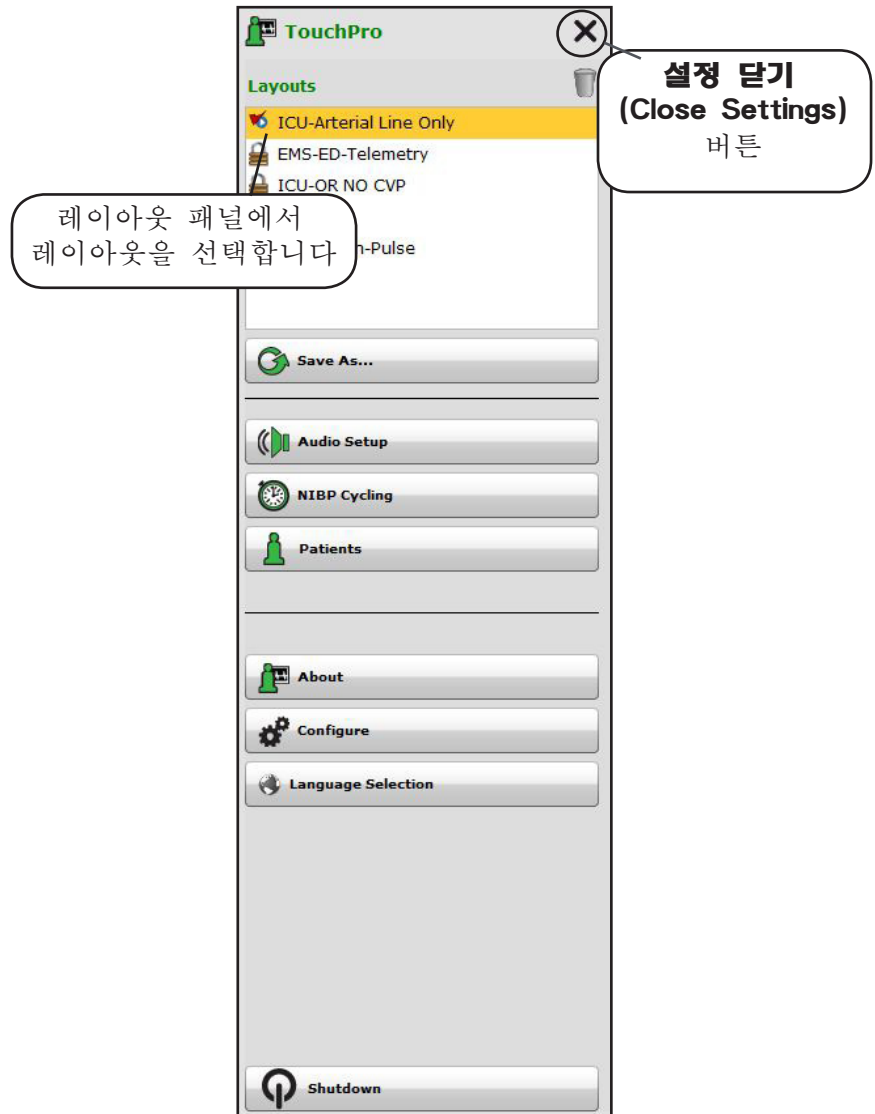 TouchPro
설정 닫기
(Close Settings)
버튼
Layouts
ICU-Arterial Line Only
EMS-ED-Telemetry
ICU-OR NO CVP
레이아웃 패널에서
레이아웃을 선택합니다
-Pulse
Save As...
Audio Setup
NIBP Cycling
Patients
About
Configure
Language Selection
Shutdown